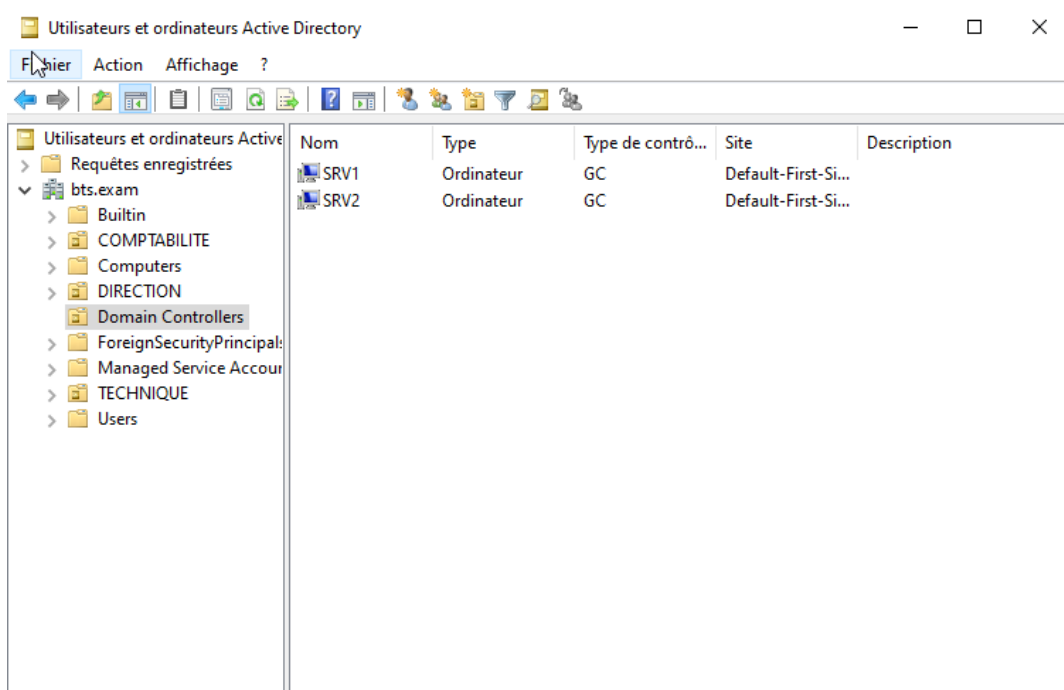 Utilisateurs et ordinateurs Active Directory
Fichier Action Affichage ?
Utilisateurs et ordinateurs Active
Requêtes enregistrées
bts.exam
Builtin
COMPTABILITE
Computers
DIRECTION
Domain Controllers
ForeignSecurityPrincipals
Managed Service Accour
TECHNIQUE
Users
Nom Type Type de contrô... Site Description
SRV1 Ordinateur GC Default-First-Si...
SRV2 Ordinateur GC Default-First-Si...